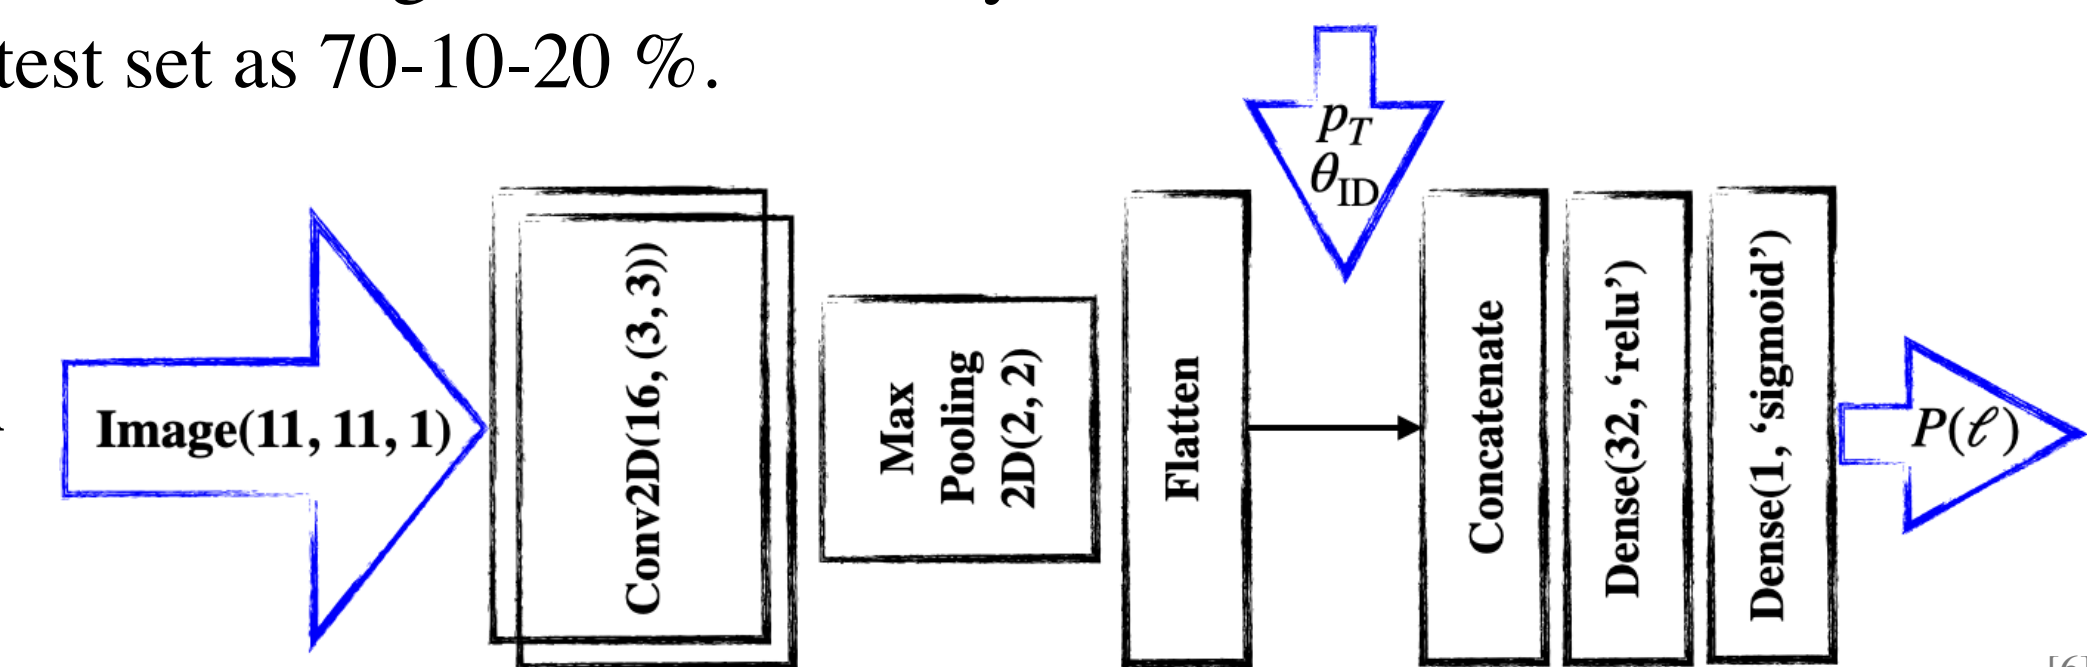 test set as 70-10-20 %.
p_T
θ_ID
Image(11, 11, 1)
Conv2D(16, (3, 3))
Max
Pooling
2D(2, 2)
Flatten
Concatenate
Dense(32, ‘relu’)
Dense(1, ‘sigmoid’)
P(ℓ)